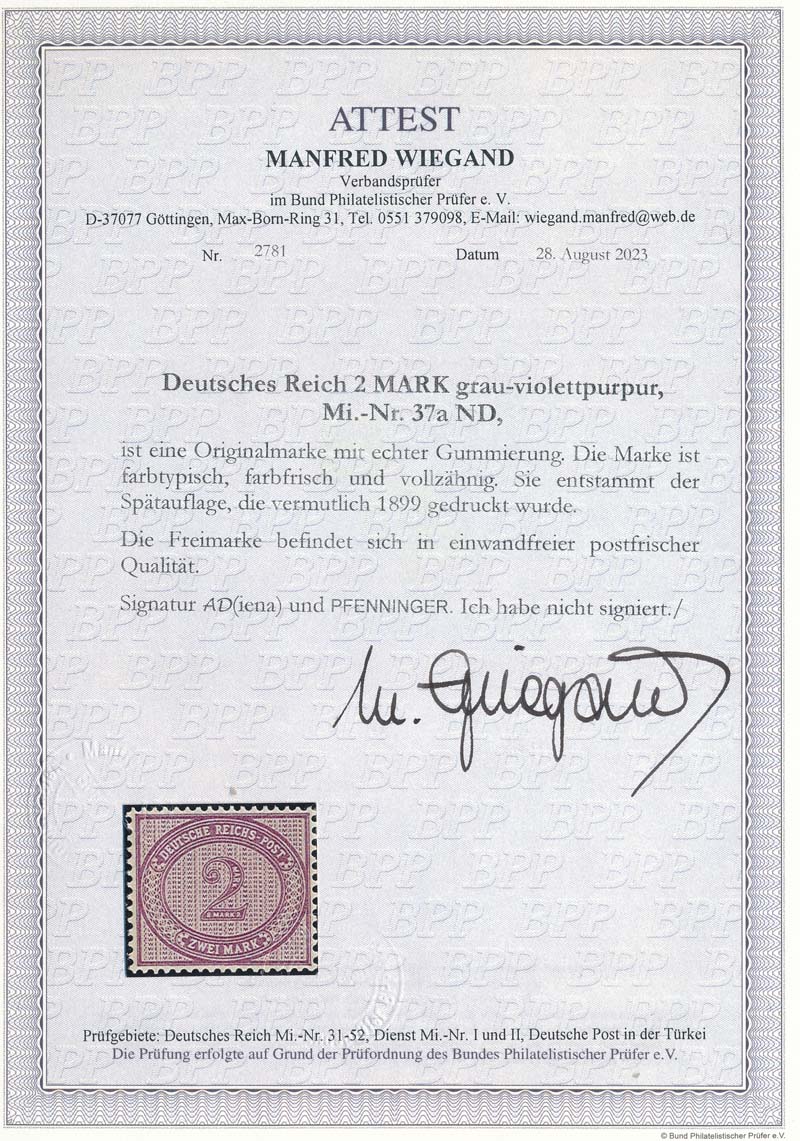 ATTEST
MANFRED WIEGAND
Verbandsprüfer
im Bund Philatelistischer Prüfer e. V.
D-37077 Göttingen, Max-Born-Ring 31, Tel. 0551 379098, E-Mail: wiegand.manfred@web.de
Nr. 2781 Datum 28. August 2023
Deutsches Reich 2 MARK grau-violettpurpur,
Mi.-Nr. 37a ND,
ist eine Originalmarke mit echter Gummierung. Die Marke ist
farbtypisch, farbfrisch und vollzähnig. Sie entstammt der
Spätauflage, die vermutlich 1899 gedruckt wurde.
Die Freimarke befindet sich in einwandfreier postfrischer
Qualität.
Signatur AD(iena) und PFENNINGER. Ich habe nicht signiert./
M. Wiegand
DEUTSCHE REICHS-POST
2
MARK
2 MARK 2
ZWEI MARK
Prüfgebiete: Deutsches Reich Mi.-Nr. 31-52, Dienst Mi.-Nr. I und II, Deutsche Post in der Türkei
Die Prüfung erfolgte auf Grund der Prüfordnung des Bundes Philatelistischer Prüfer e.V.
© Bund Philatelistischer Prüfer e.V.